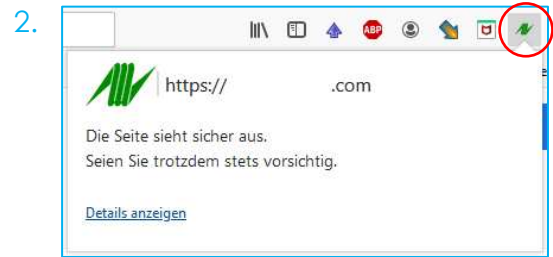 2.
ABP
https:// .com
Die Seite sieht sicher aus.
Seien Sie trotzdem stets vorsichtig.
Details anzeigen